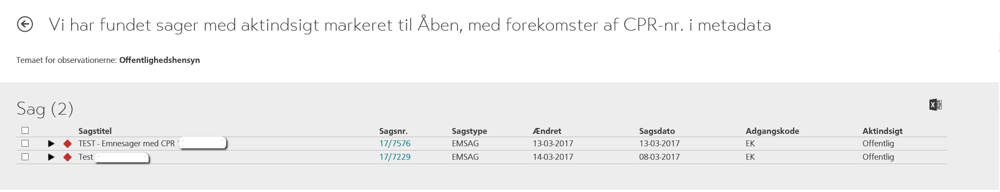 Vi har fundet sager med aktindsigt markeret til Åben, med forekomster af CPR-nr. i metadata
Temaet for observationerne: Offentlighedshensyn
Sag (2)
Sagstitel Sagsnr. Sagstype Ændret Sagsdato Adgangskode Aktindsigt
TEST - Emnesager med CPR 17/7576 EMSAG 13-03-2017 13-03-2017 EK Offentlig
Test 17/7229 EMSAG 14-03-2017 08-03-2017 EK Offentlig